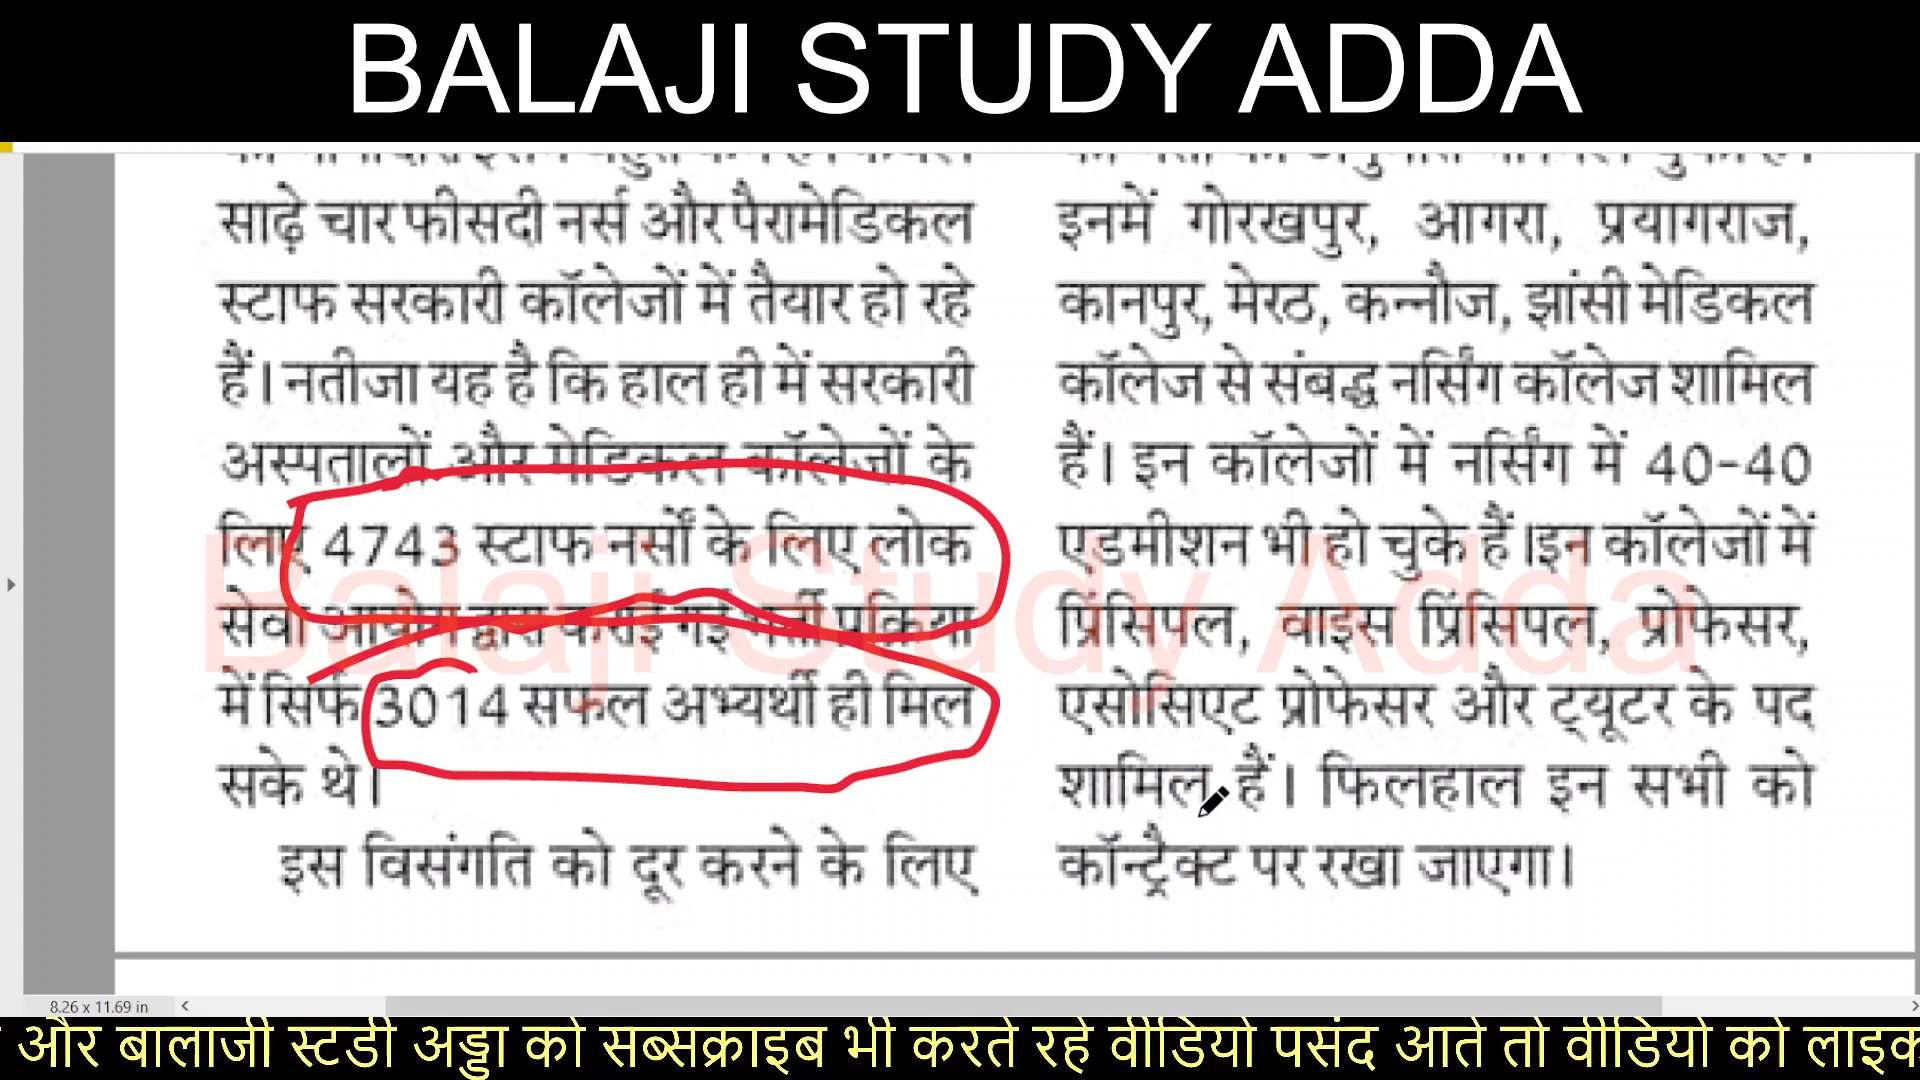 BALAJI STUDY ADDA
साढ़े चार फीसदी नर्स और पैरामेडिकल
स्टाफ सरकारी कॉलेजों में तैयार हो रहे
हैं। नतीजा यह है कि हाल ही में सरकारी
अस्पतालों और मेडिकल कॉलेजों के
लिए 4743 स्टाफ नर्सों के लिए लोक
सेवा आयोग द्वारा कराई गई भर्ती प्रक्रिया
में सिर्फ 3014 सफल अभ्यर्थी ही मिल
सके थे।
इस विसंगति को दूर करने के लिए
इनमें गोरखपुर, आगरा, प्रयागराज,
कानपुर, मेरठ, कन्नौज, झांसी मेडिकल
कॉलेज से संबद्ध नर्सिंग कॉलेज शामिल
हैं। इन कॉलेजों में नर्सिंग में 40-40
एडमीशन भी हो चुके हैं।इन कॉलेजों में
प्रिंसिपल, वाइस प्रिंसिपल, प्रोफेसर,
एसोसिएट प्रोफेसर और ट्यूटर के पद
शामिल हैं। फिलहाल इन सभी को
कॉन्ट्रैक्ट पर रखा जाएगा।
Balaji Study Adda
8.26 x 11.69 in
और बालाजी स्टडी अड्डा को सब्सक्राइब भी करते रहे वीडियो पसंद आते तो वीडियो को लाइक